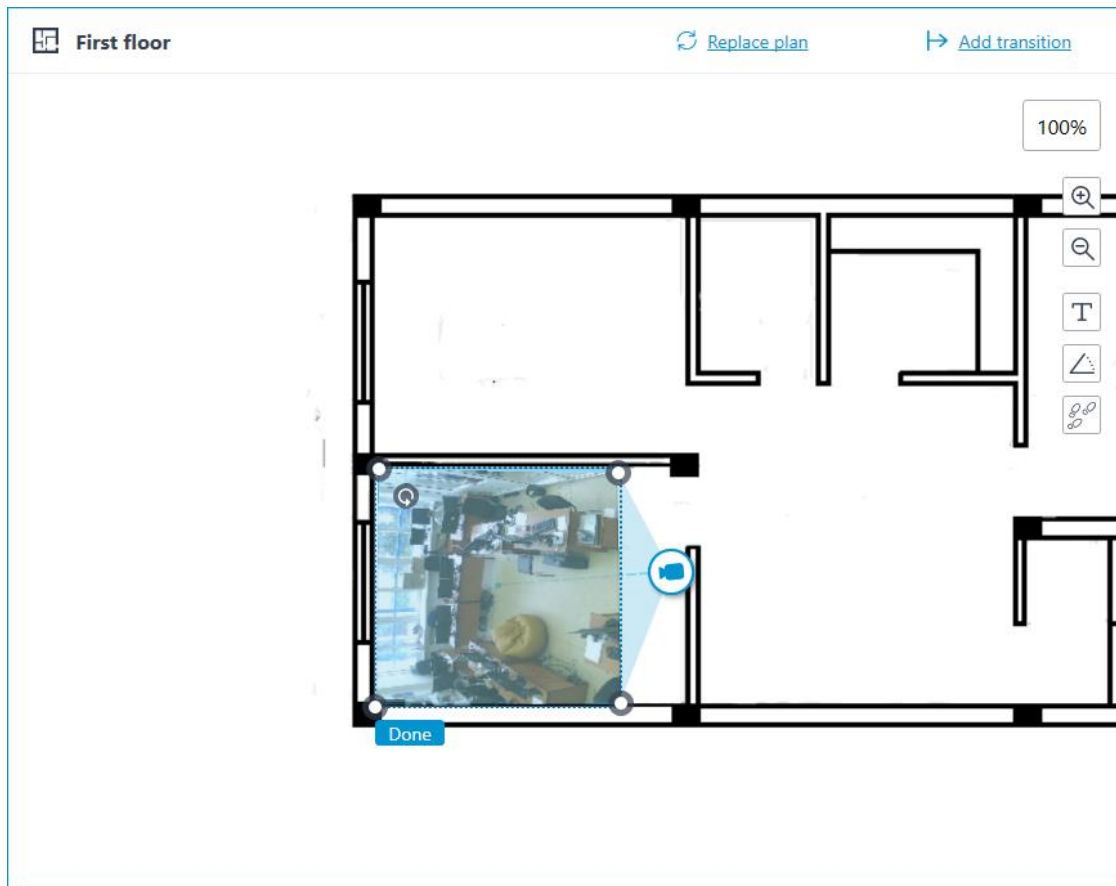 First floor
Replace plan
Add transition
100%
T
Done